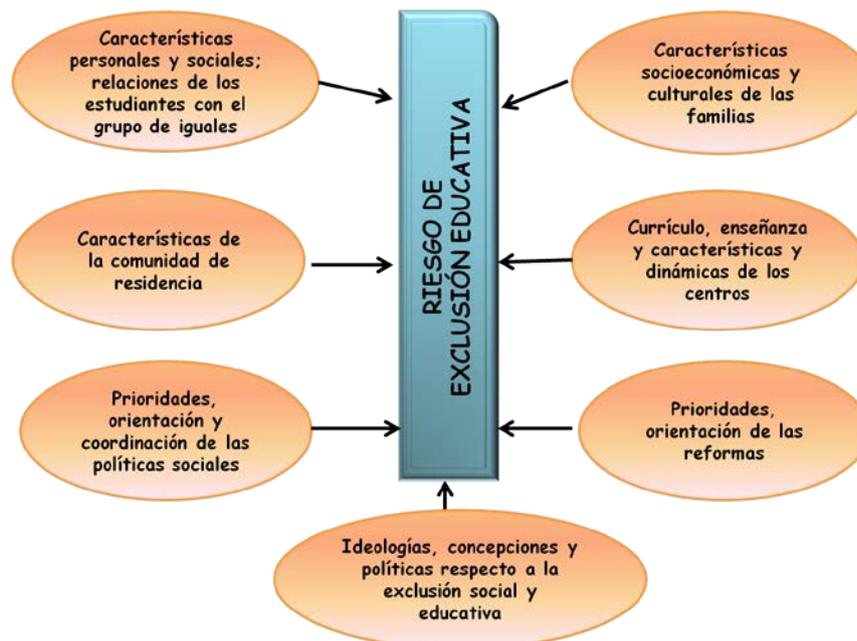 Características
personales y sociales;
relaciones de los
estudiantes con el
grupo de iguales
Características
socioeconómicas y
culturales de las
familias
RIESGO DE
EXCLUSIÓN EDUCATIVA
Características de
la comunidad de
residencia
Currículo, enseñanza
y características y
dinámicas de los
centros
Prioridades,
orientación y
coordinación de las
políticas sociales
Prioridades,
orientación de las
reformas
Ideologías, concepciones y
políticas respecto a la
exclusión social y
educativa